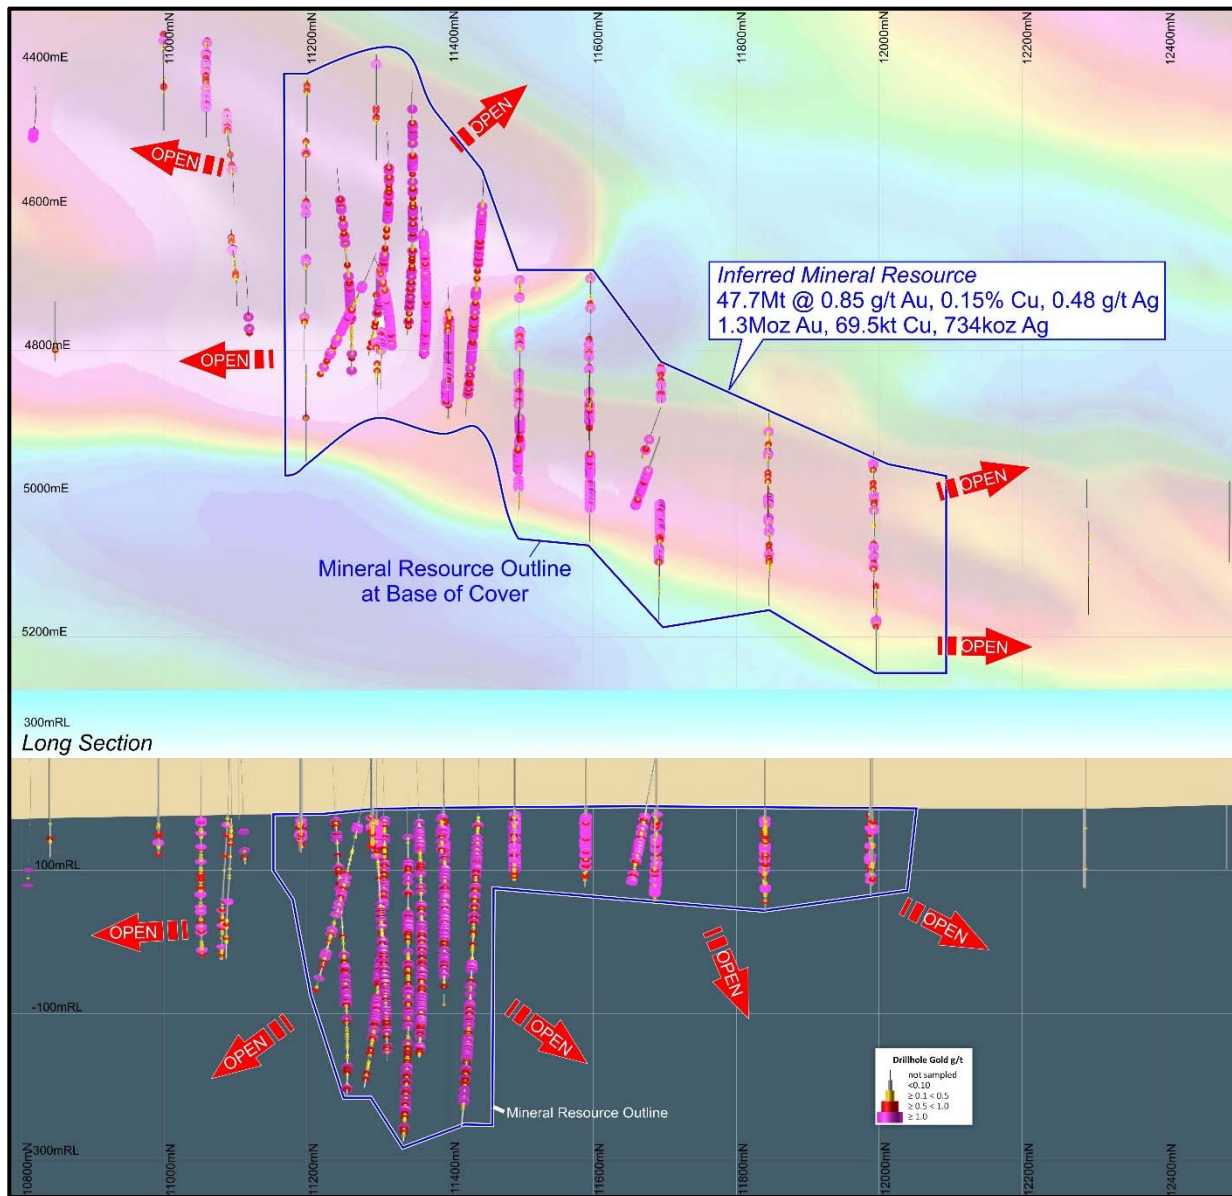 11000mN
11200mN
11400mN
11600mN
11800mN
12000mN
12200mN
12400mN
4400mE
OPEN
OPEN
4600mE
Inferred Mineral Resource
47.7Mt @ 0.85 g/t Au, 0.15% Cu, 0.48 g/t Ag
1.3Moz Au, 69.5kt Cu, 734koz Ag
4800mE
OPEN
5000mE
OPEN
Mineral Resource Outline
at Base of Cover
5200mE
OPEN
300mRL
Long Section
100mRL
OPEN
OPEN
OPEN
-100mRL
OPEN
OPEN
Drillhole Gold g/t
not sampled
<0.10
≥ 0.1 < 0.5
≥ 0.5 < 1.0
≥ 1.0
Mineral Resource Outline
-300mRL
10800mN
11000mN
11200mN
11400mN
11600mN
11800mN
12000mN
12200mN
12400mN